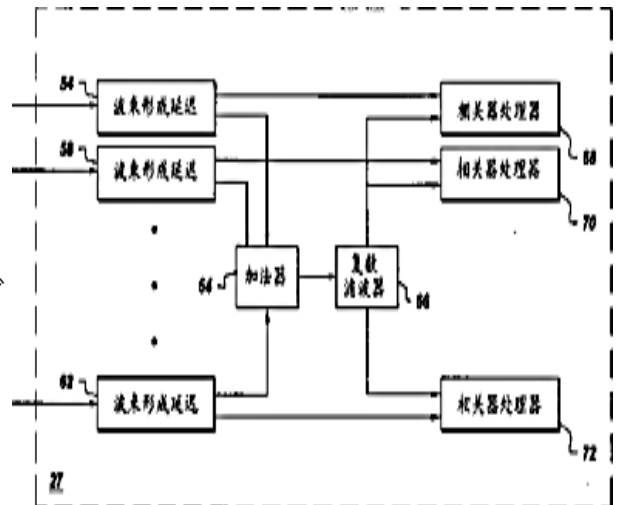 54
波束形成延迟
相关器处理器
68
58
波束形成延迟
相关器处理器
70
64
加法器
复数
滤波器
66
62
波束形成延迟
相关器处理器
72
27